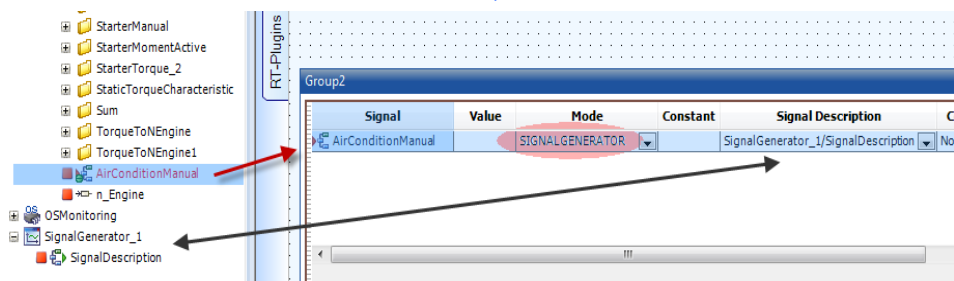 StarterManual
StarterMomentActive
StarterTorque_2
StaticTorqueCharacteristic
Sum
TorqueToNEngine
TorqueToNEngine1
AirConditionManual
n_Engine
OS
OSMonitoring
SignalGenerator_1
SignalDescription
RT-Plugins
Group2
Signal Value Mode Constant Signal Description C
AirConditionManual SIGNALGENERATOR SignalGenerator_1/SignalDescription No